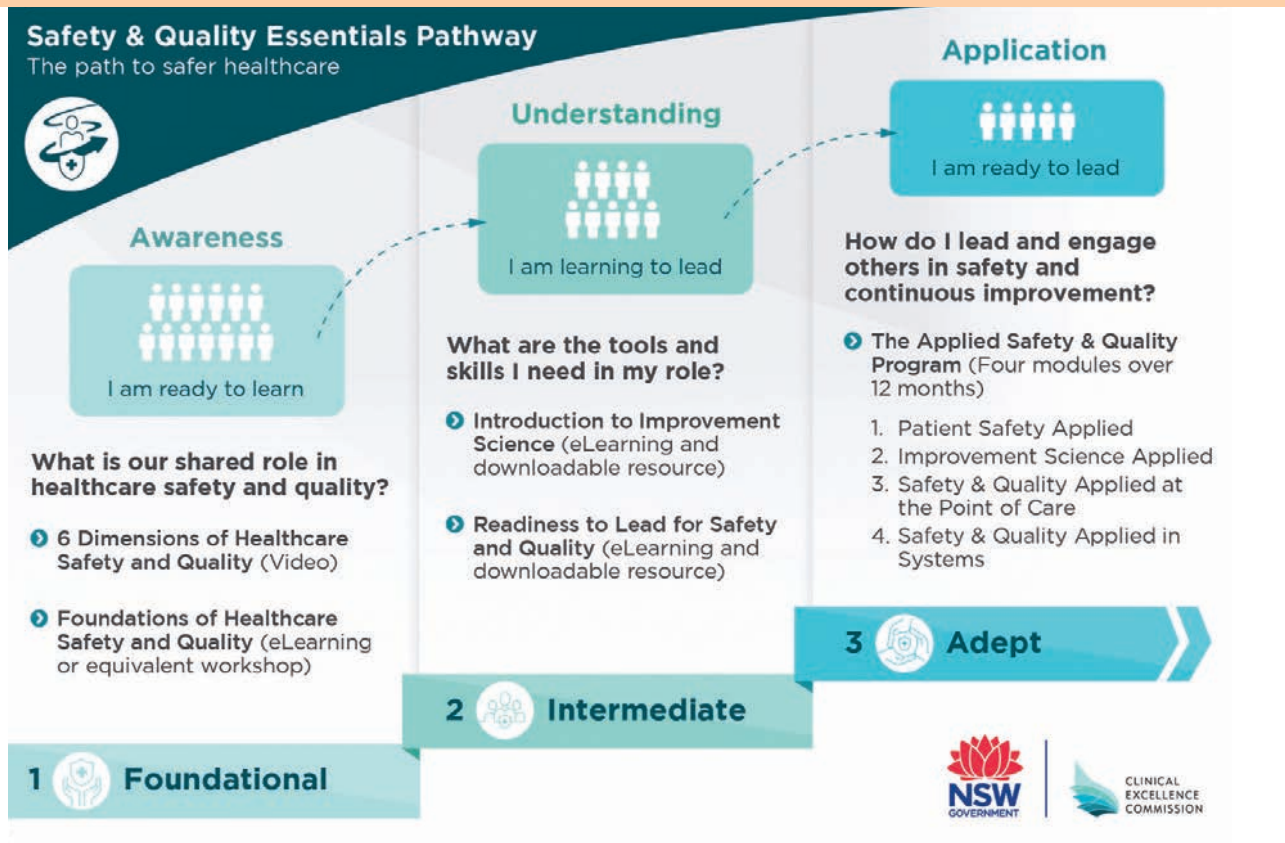 Safety & Quality Essentials Pathway
The path to safer healthcare
Awareness
I am ready to learn
What is our shared role in
healthcare safety and quality?
6 Dimensions of Healthcare
Safety and Quality (Video)
Foundations of Healthcare
Safety and Quality (eLearning
or equivalent workshop)
1 Foundational
Understanding
I am learning to lead
What are the tools and
skills I need in my role?
Introduction to Improvement
Science (eLearning and
downloadable resource)
Readiness to Lead for Safety
and Quality (eLearning and
downloadable resource)
2 Intermediate
Application
I am ready to lead
How do I lead and engage
others in safety and
continuous improvement?
The Applied Safety & Quality
Program (Four modules over
12 months)
1. Patient Safety Applied
2. Improvement Science Applied
3. Safety & Quality Applied at
the Point of Care
4. Safety & Quality Applied in
Systems
3 Adept
NSW
GOVERNMENT
CLINICAL
EXCELLENCE
COMMISSION